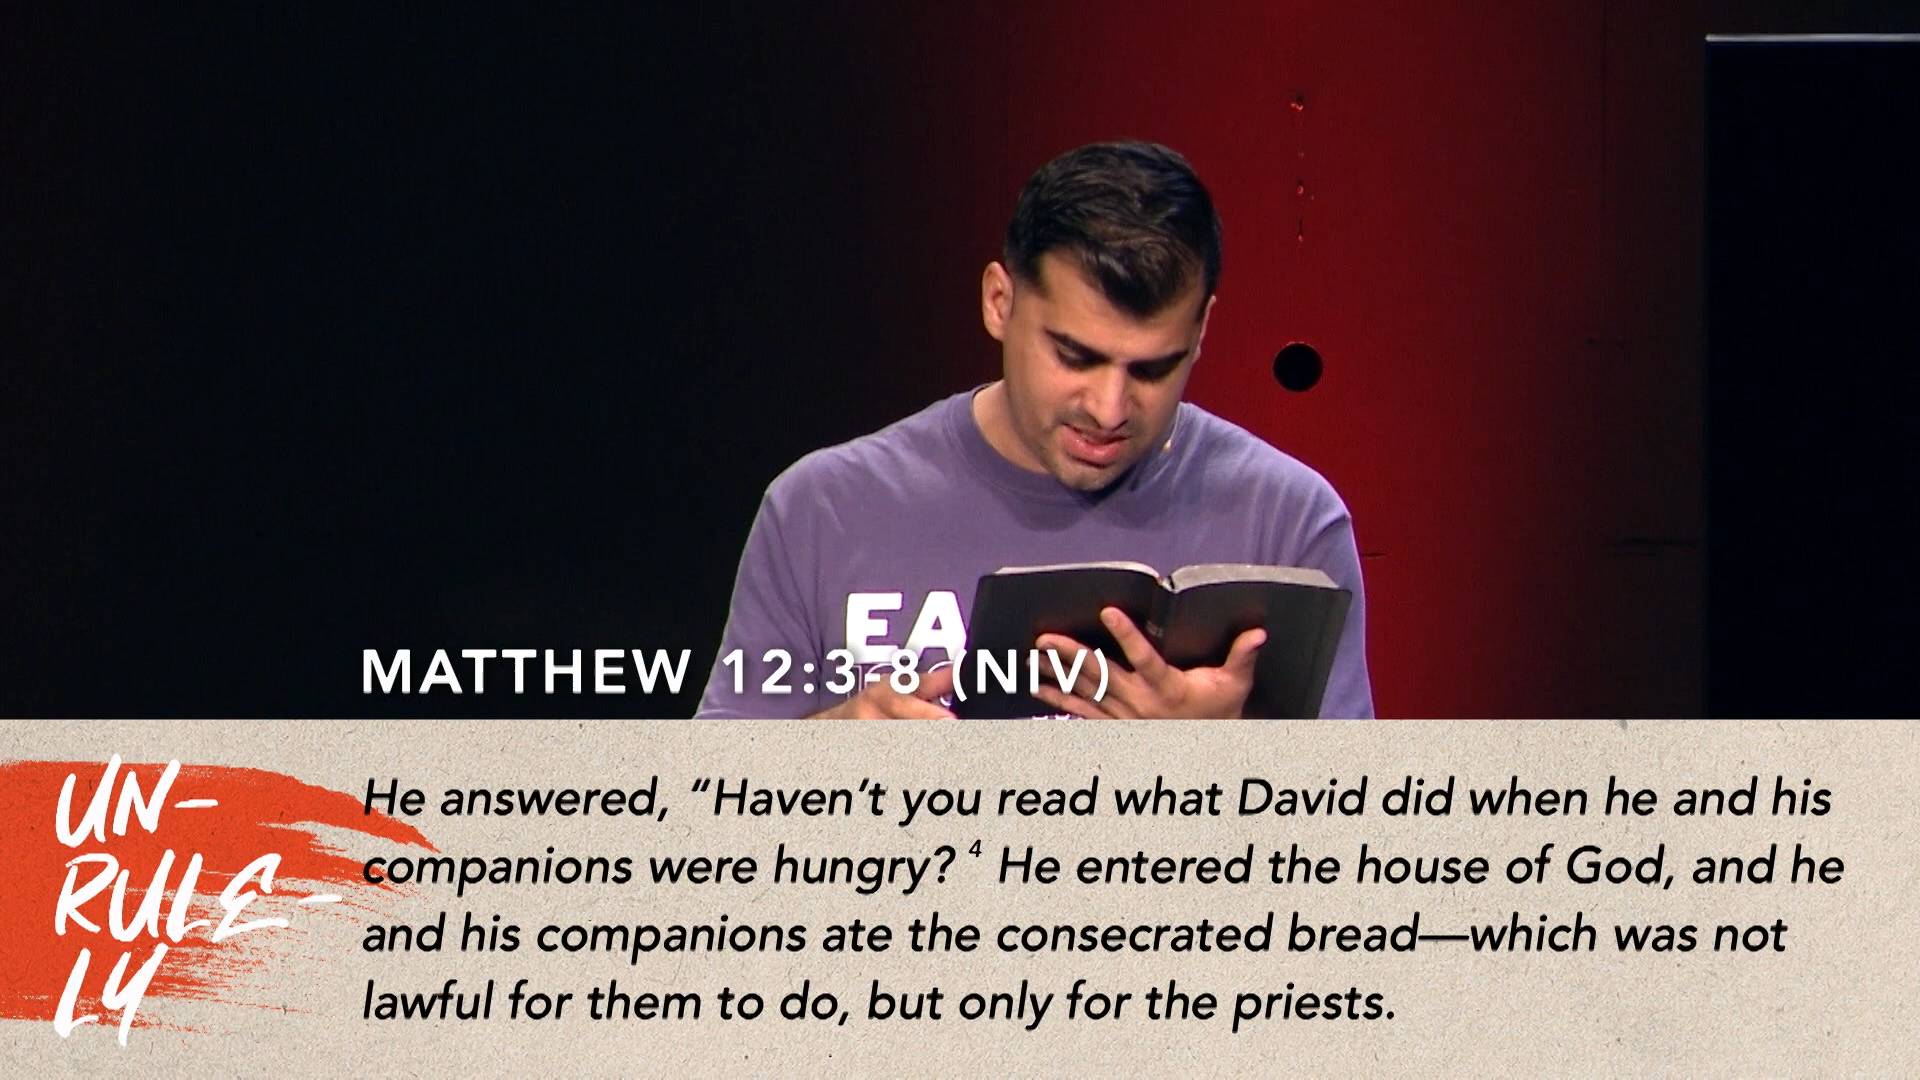 EA
MATTHEW 12:3-8 (NIV)
UN-
RULE-
LY
He answered, “Haven’t you read what David did when he and his
companions were hungry? ⁴ He entered the house of God, and he
and his companions ate the consecrated bread—which was not
lawful for them to do, but only for the priests.